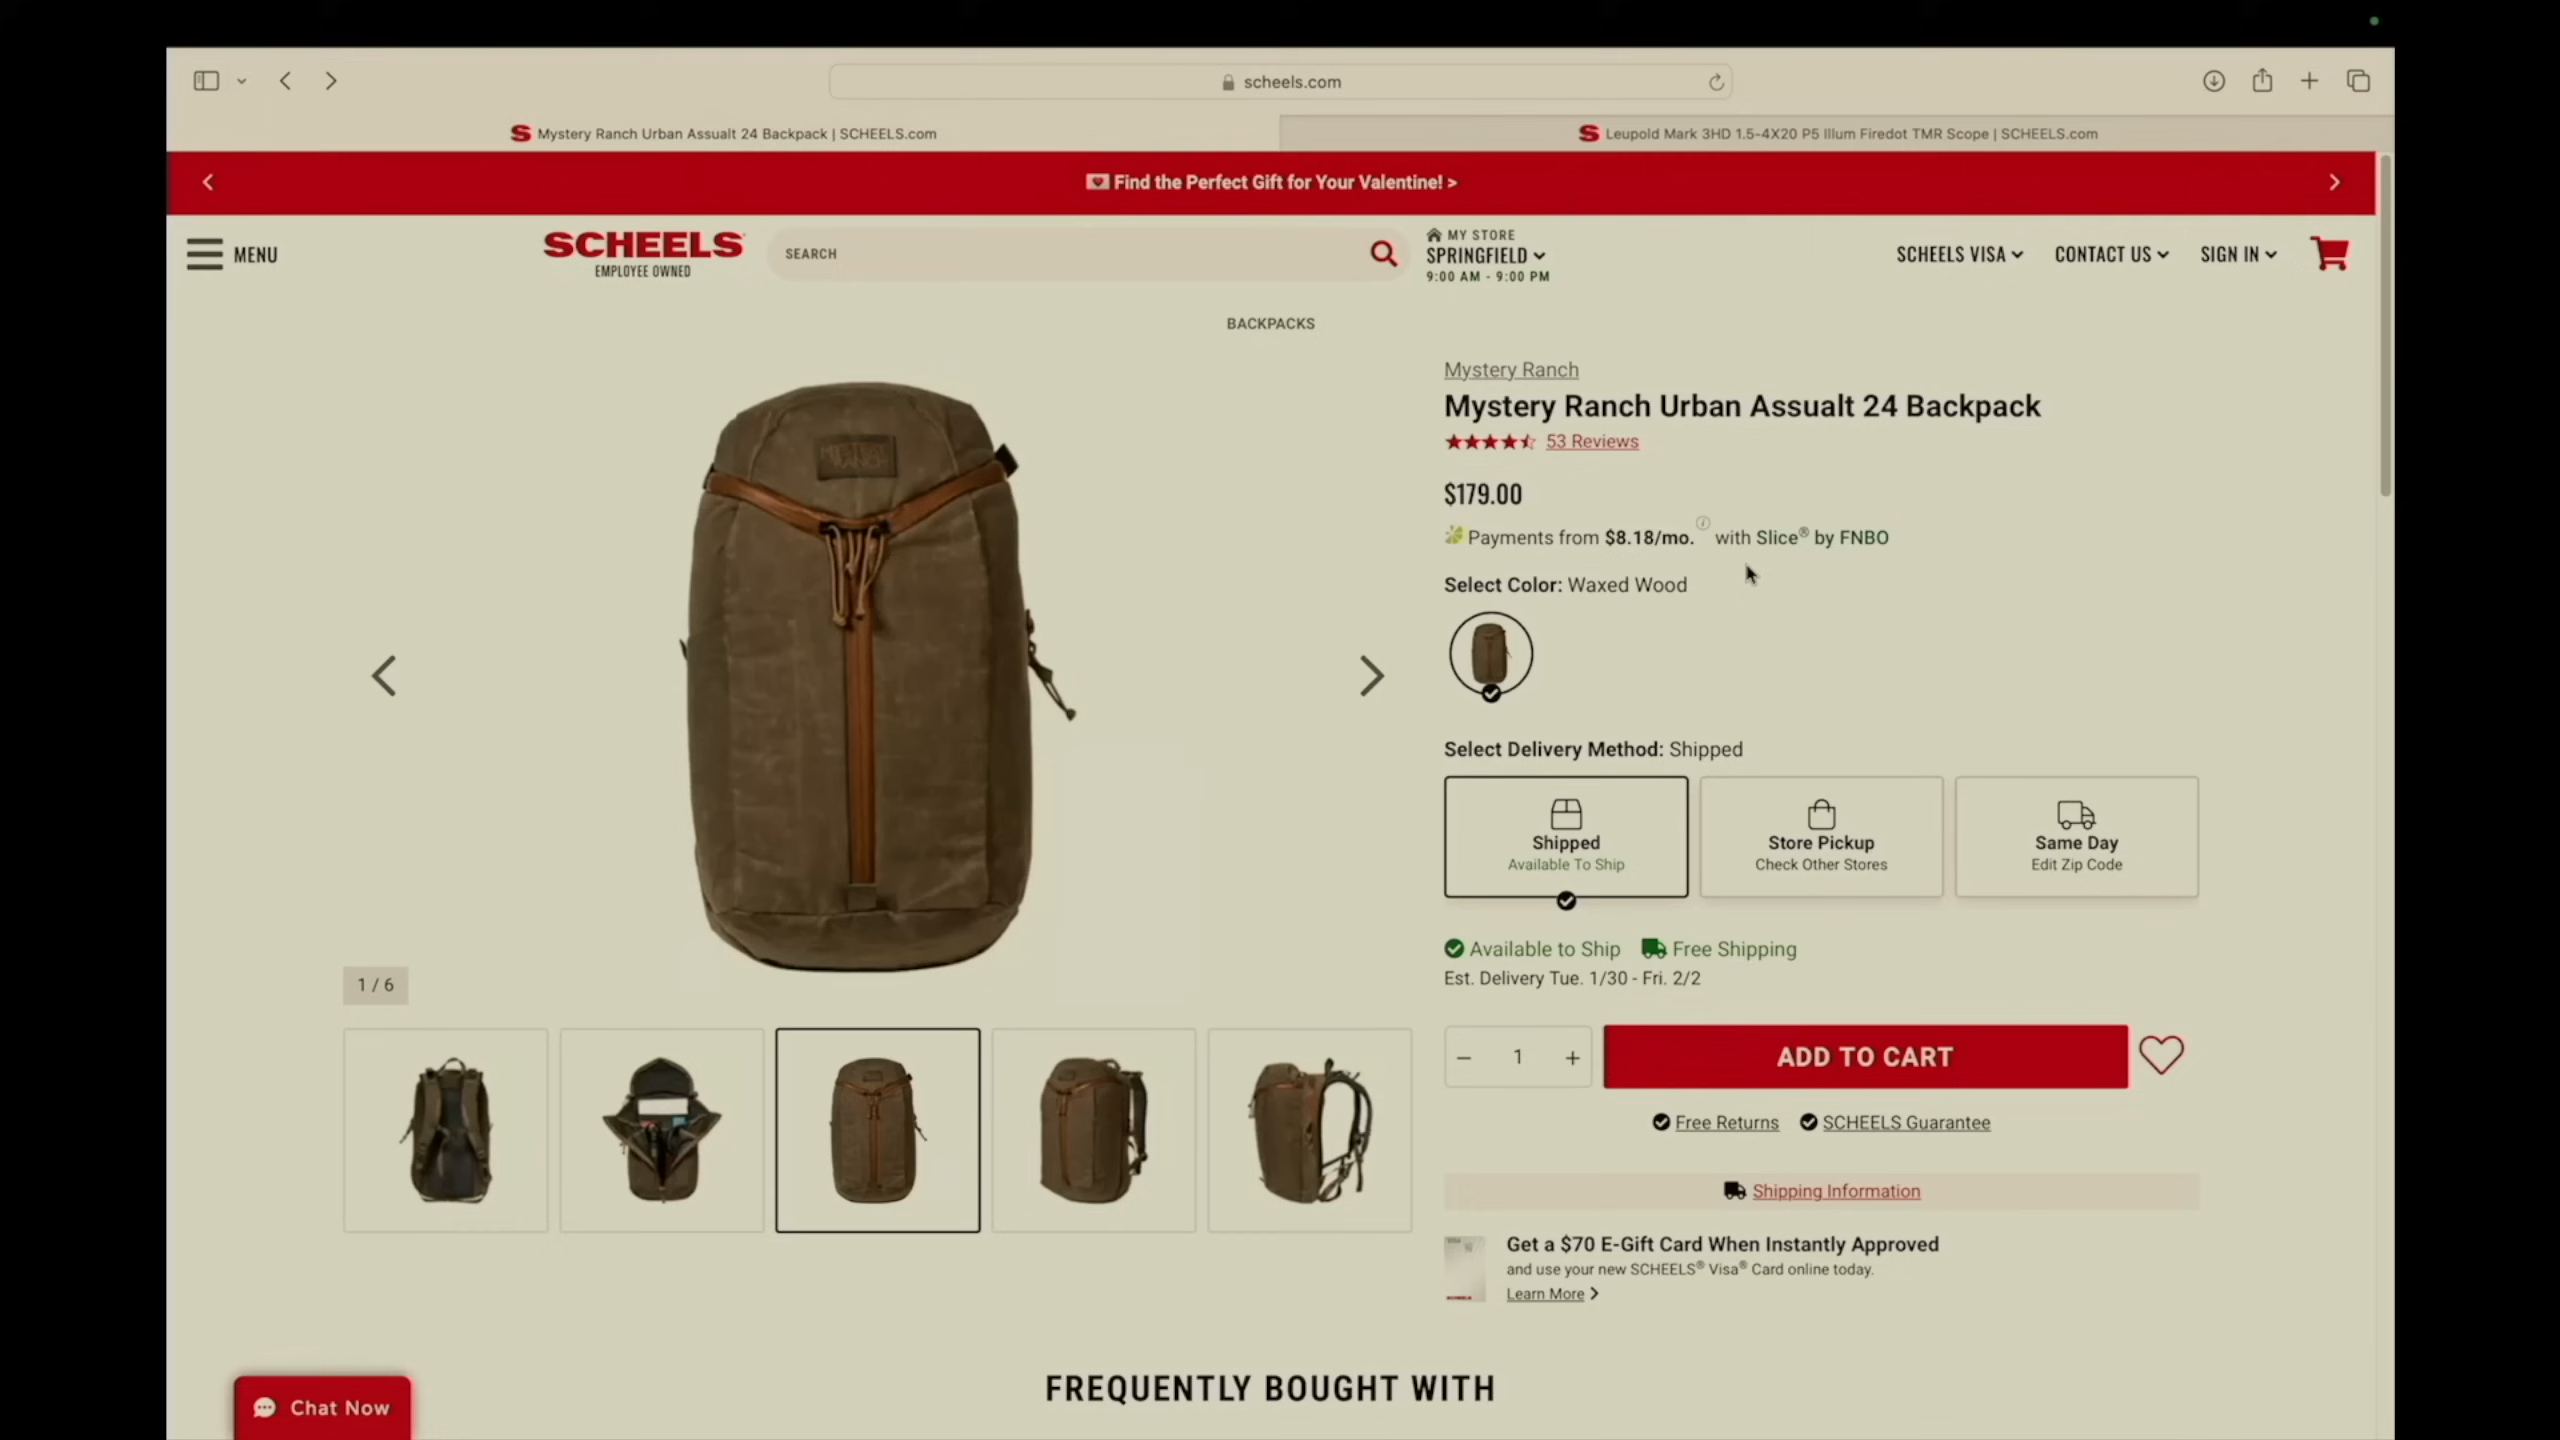 scheels.com
Mystery Ranch Urban Assualt 24 Backpack | SCHEELS.com
Leupold Mark 3HD 1.5-4X20 P5 Illum Firedot TMR Scope | SCHEELS.com
Find the Perfect Gift for Your Valentine! >
MENU
SCHEELS
EMPLOYEE OWNED
SEARCH
MY STORE
SPRINGFIELD
9:00 AM - 9:00 PM
SCHEELS VISA
CONTACT US
SIGN IN
BACKPACKS
MYSTERY
RANCH
Mystery Ranch
Mystery Ranch Urban Assualt 24 Backpack
53 Reviews
$179.00
Payments from $8.18/mo. with Slice® by FNBO
Select Color: Waxed Wood
Select Delivery Method: Shipped
Shipped
Available To Ship
Store Pickup
Check Other Stores
Same Day
Edit Zip Code
Available to Ship
Free Shipping
Est. Delivery Tue. 1/30 - Fri. 2/2
1 / 6
− 1 +
ADD TO CART
Free Returns
SCHEELS Guarantee
Shipping Information
Get a $70 E-Gift Card When Instantly Approved
and use your new SCHEELS® Visa® Card online today.
Learn More >
Chat Now
FREQUENTLY BOUGHT WITH